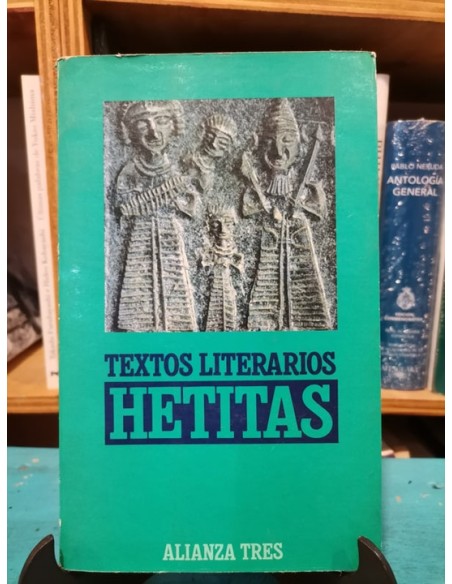 TEXTOS LITERARIOS
HETITAS
ALIANZA TRES
PABLO NERUDA
ANTOLOGÍA
GENERAL